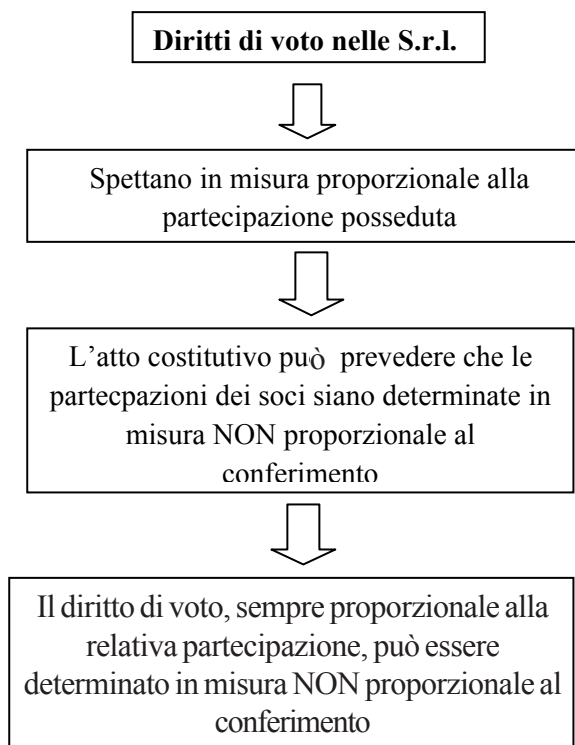 Diritti di voto nelle S.r.l.
Spettano in misura proporzionale alla
partecipazione posseduta
L'atto costitutivo può prevedere che le
partecpazioni dei soci siano determinate in
misura NON proporzionale al
conferimento
Il diritto di voto, sempre proporzionale alla
relativa partecipazione, può essere
determinato in misura NON proporzionale al
conferimento